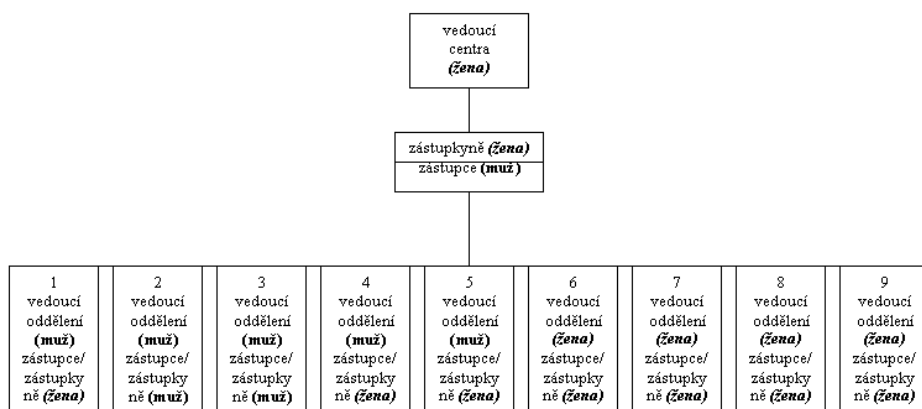 vedoucí
centra
(žena)
zástupkyně (žena)
zástupce (muž)
1
vedoucí
oddělení
(muž)
zástupce/
zástupky
ně (žena)
2
vedoucí
oddělení
(muž)
zástupce/
zástupky
ně (muž)
3
vedoucí
oddělení
(muž)
zástupce/
zástupky
ně (muž)
4
vedoucí
oddělení
(muž)
zástupce/
zástupky
ně (žena)
5
vedoucí
oddělení
(muž)
zástupce/
zástupky
ně (žena)
6
vedoucí
oddělení
(žena)
zástupce/
zástupky
ně (žena)
7
vedoucí
oddělení
(žena)
zástupce/
zástupky
ně (žena)
8
vedoucí
oddělení
(žena)
zástupce/
zástupky
ně (žena)
9
vedoucí
oddělení
(žena)
zástupce/
zástupky
ně (žena)